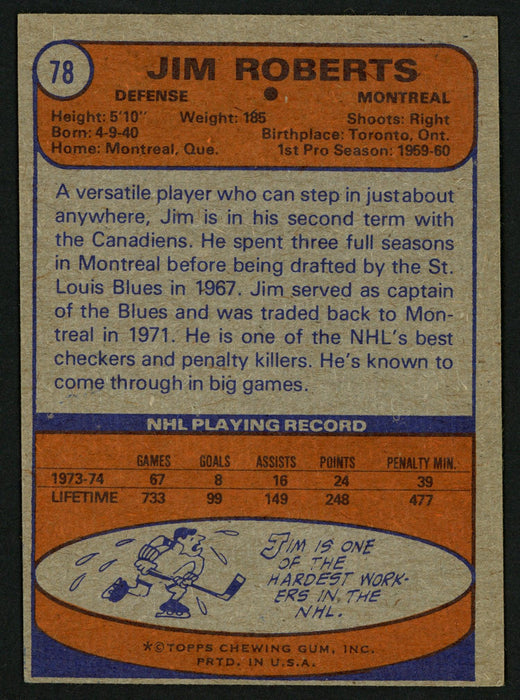 78
JIM ROBERTS
DEFENSE ● MONTREAL
Height: 5'10" Weight: 185 Shoots: Right
Born: 4-9-40 Birthplace: Toronto, Ont.
Home: Montreal, Que. 1st Pro Season: 1959-60
A versatile player who can step in just about
anywhere, Jim is in his second term with
the Canadiens. He spent three full seasons
in Montreal before being drafted by the St.
Louis Blues in 1967. Jim served as captain
of the Blues and was traded back to Mon-
treal in 1971. He is one of the NHL's best
checkers and penalty killers. He's known to
come through in big games.
NHL PLAYING RECORD
GAMES GOALS ASSISTS POINTS PENALTY MIN.
1973-74 67 8 16 24 39
LIFETIME 733 99 149 248 477
JIM IS ONE
OF THE
HARDEST WORK-
ERS IN THE
NHL.
*© TOPPS CHEWING GUM, INC.
PRTD. IN U.S.A.